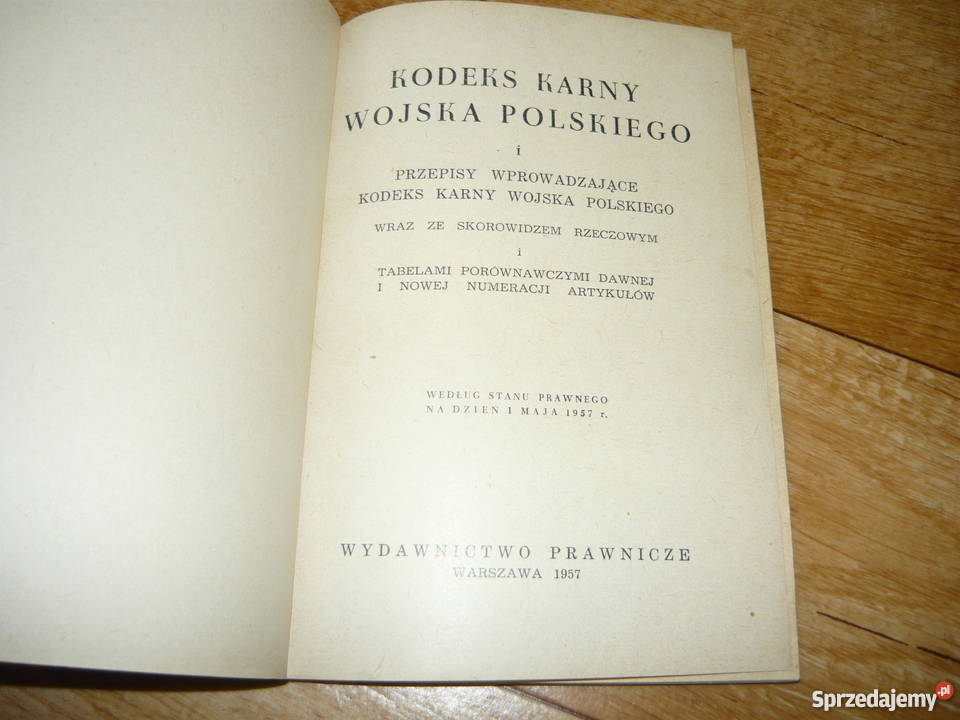 KODEKS KARNY
WOJSKA POLSKIEGO
i
PRZEPISY WPROWADZAJĄCE
KODEKS KARNY WOJSKA POLSKIEGO
WRAZ ZE SKOROWIDZEM RZECZOWYM
i
TABELAMI PORÓWNAWCZYMI DAWNEJ
I NOWEJ NUMERACJI ARTYKUŁÓW
WEDŁUG STANU PRAWNEGO
NA DZIEŃ 1 MAJA 1957 r.
WYDAWNICTWO PRAWNICZE
WARSZAWA 1957
Sprzedajemy.pl